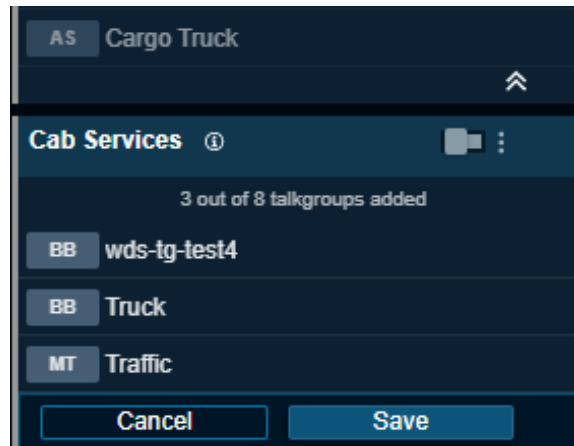 AS Cargo Truck
Cab Services
3 out of 8 talkgroups added
BB wds-tg-test4
BB Truck
MT Traffic
Cancel Save